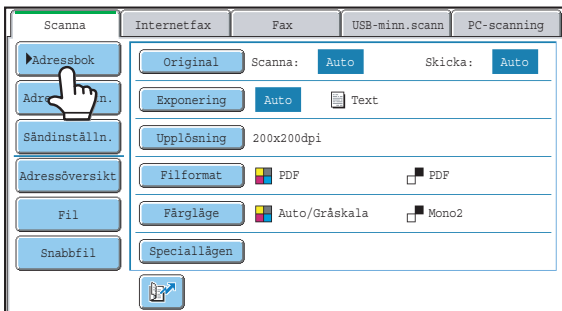 Scanna Internetfax Fax USB-minn.scann PC-scanning
Adressbok Original Scanna: Auto Skicka: Auto
Exponering Auto Text
Sändinställn. Upplösning 200x200dpi
Adressöversikt Filformat PDF PDF
Fil Färgläge Auto/Gråskala Mono2
Snabbfil Speciallägen